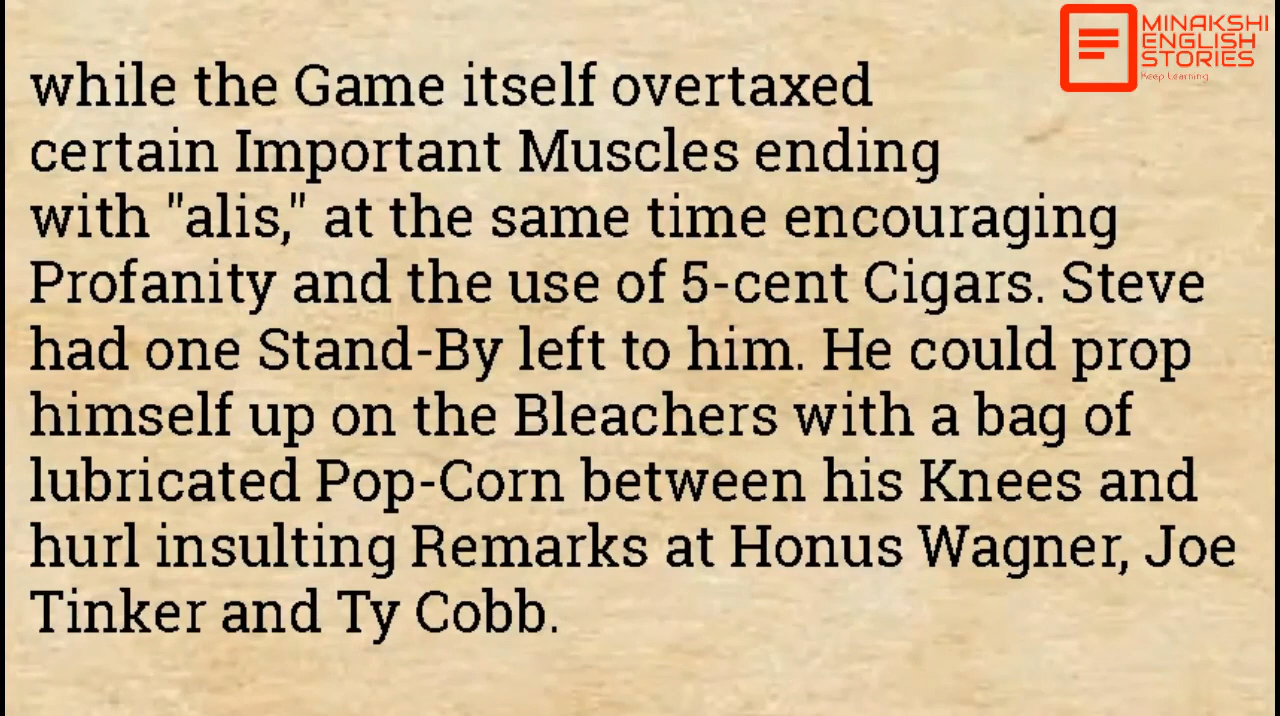 MINAKSHI
ENGLISH
STORIES
Keep Learning
while the Game itself overtaxed
certain Important Muscles ending
with "alis," at the same time encouraging
Profanity and the use of 5-cent Cigars. Steve
had one Stand-By left to him. He could prop
himself up on the Bleachers with a bag of
lubricated Pop-Corn between his Knees and
hurl insulting Remarks at Honus Wagner, Joe
Tinker and Ty Cobb.